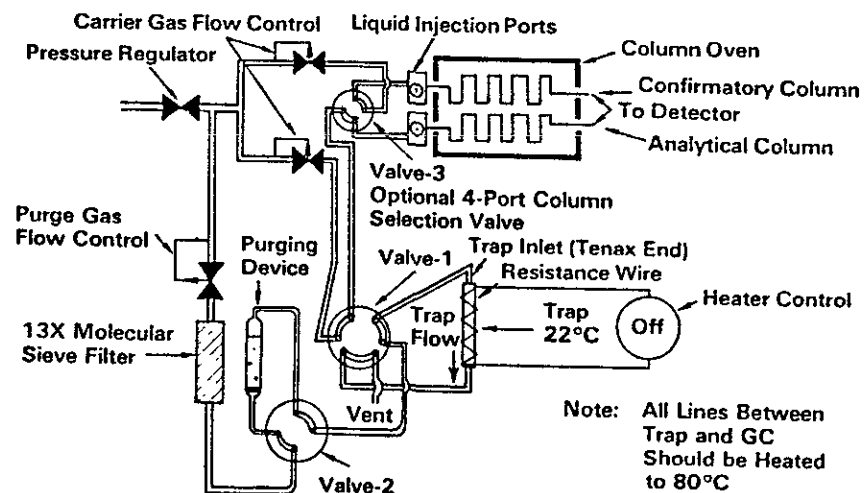 Carrier Gas Flow Control
Pressure Regulator
Liquid Injection Ports
Column Oven
Confirmatory Column
To Detector
Analytical Column
Valve-3
Optional 4-Port Column
Selection Valve
Purge Gas
Flow Control
Purging
Device
13X Molecular
Sieve Filter
Valve-1
Trap Inlet (Tenax End)
Resistance Wire
Trap
Flow
Trap
22°C
Heater Control
Off
Vent
Valve-2
Note: All Lines Between
Trap and GC
Should be Heated
to 80°C